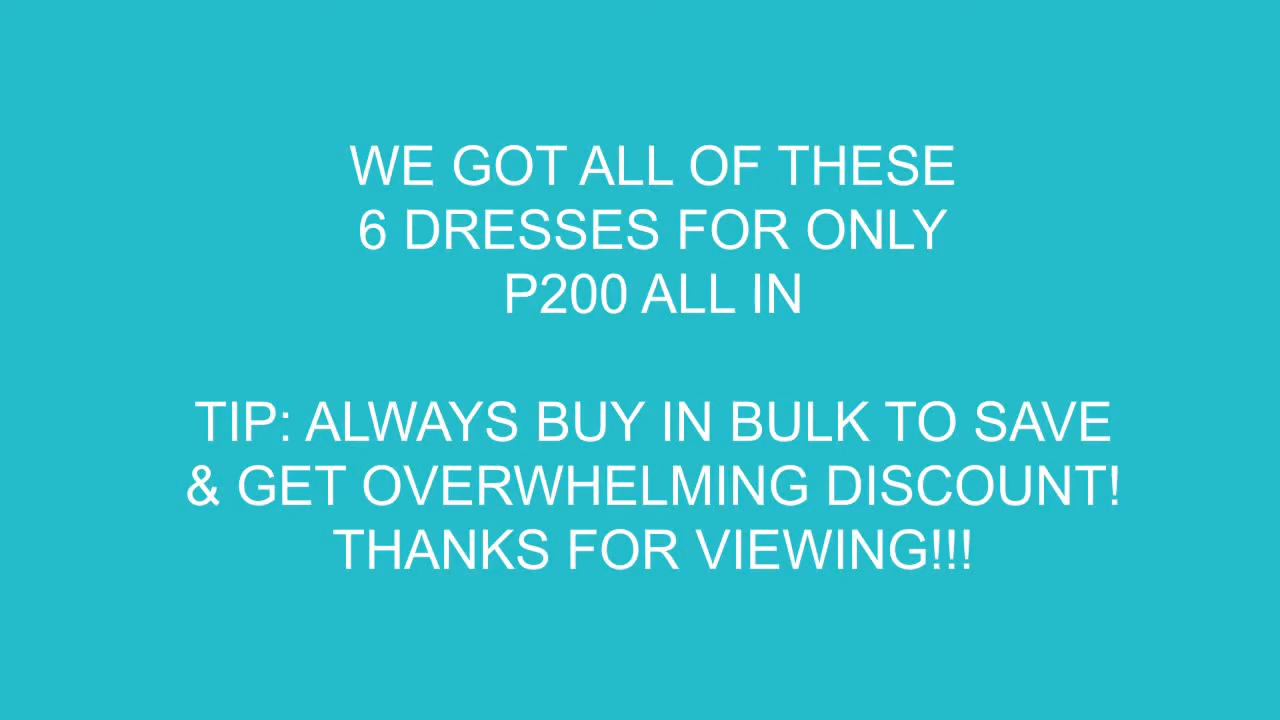 WE GOT ALL OF THESE
6 DRESSES FOR ONLY
P200 ALL IN
TIP: ALWAYS BUY IN BULK TO SAVE
& GET OVERWHELMING DISCOUNT!
THANKS FOR VIEWING!!!